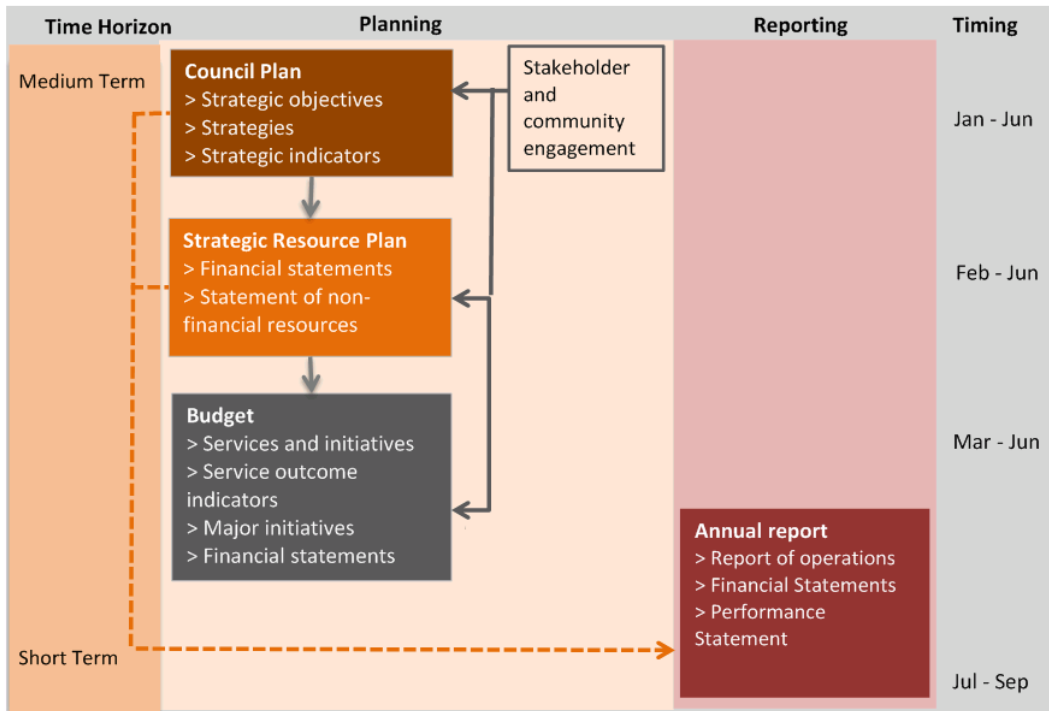 Time Horizon
Planning
Reporting
Timing
Medium Term
Council Plan
> Strategic objectives
> Strategies
> Strategic indicators
Stakeholder
and
community
engagement
Jan - Jun
Strategic Resource Plan
> Financial statements
> Statement of non-
financial resources
Feb - Jun
Budget
> Services and initiatives
> Service outcome
indicators
> Major initiatives
> Financial statements
Mar - Jun
Annual report
> Report of operations
> Financial Statements
> Performance
Statement
Short Term
Jul - Sep